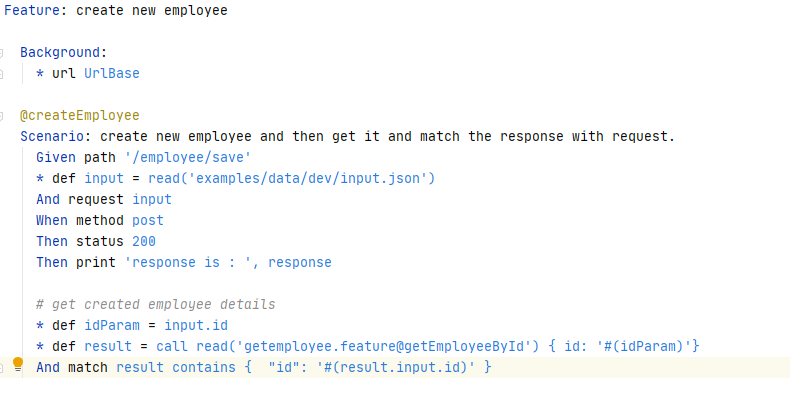 Feature: create new employee
Background:
* url UrlBase
@createEmployee
Scenario: create new employee and then get it and match the response with request.
Given path '/employee/save'
* def input = read('examples/data/dev/input.json')
And request input
When method post
Then status 200
Then print 'response is : ', response
# get created employee details
* def idParam = input.id
* def result = call read('getemployee.feature@getEmployeeById') { id: '#(idParam)'}
And match result contains {  "id": '#(result.input.id)' }